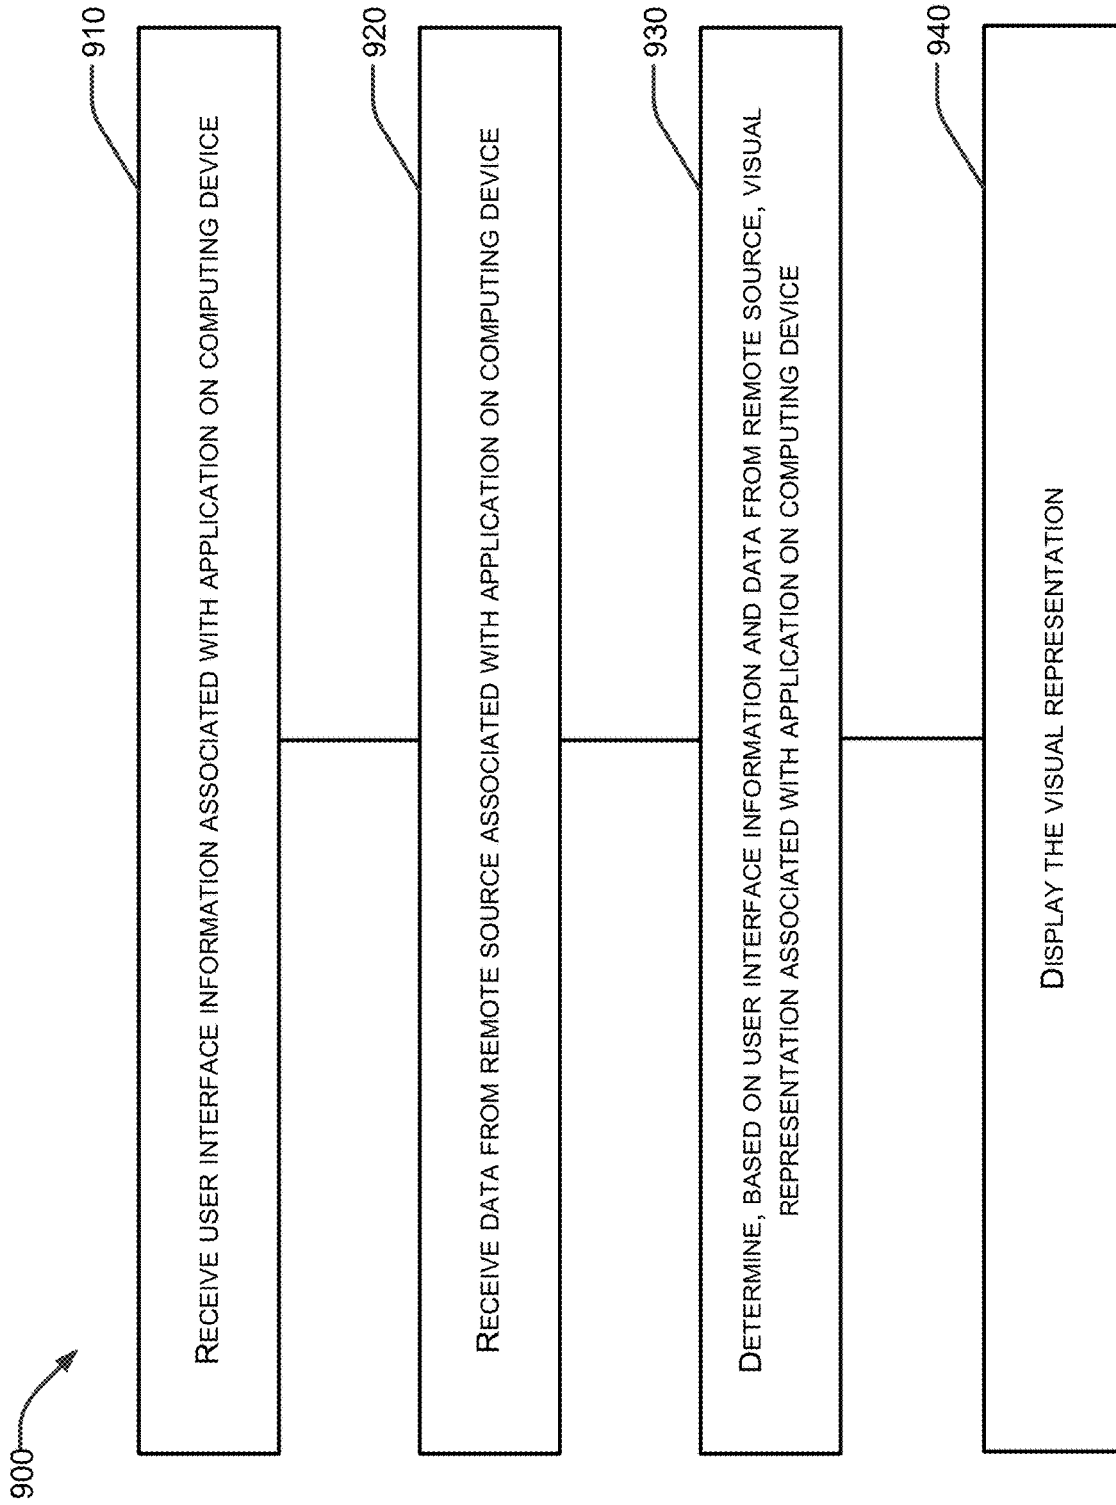 900
910
RECEIVE USER INTERFACE INFORMATION ASSOCIATED WITH APPLICATION ON COMPUTING DEVICE
920
RECEIVE DATA FROM REMOTE SOURCE ASSOCIATED WITH APPLICATION ON COMPUTING DEVICE
930
DETERMINE, BASED ON USER INTERFACE INFORMATION AND DATA FROM REMOTE SOURCE, VISUAL
REPRESENTATION ASSOCIATED WITH APPLICATION ON COMPUTING DEVICE
940
DISPLAY THE VISUAL REPRESENTATION